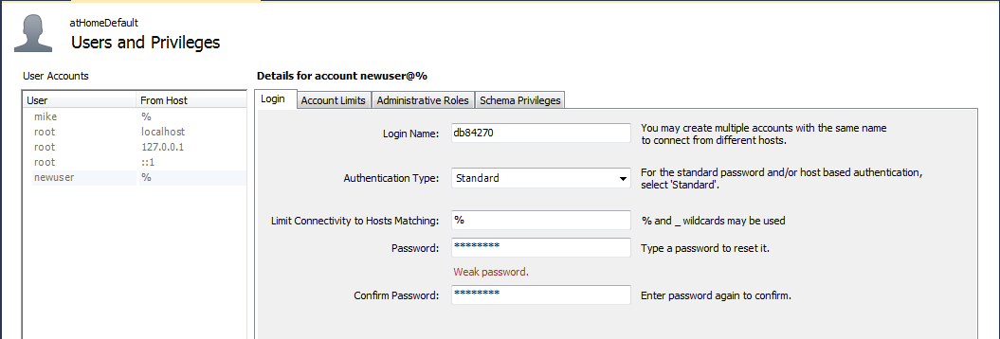 atHomeDefault
Users and Privileges
User Accounts
User From Host
mike %
root localhost
root 127.0.0.1
root ::1
newuser %
Details for account newuser@%
Login Account Limits Administrative Roles Schema Privileges
Login Name: db84270 You may create multiple accounts with the same name
to connect from different hosts.
Authentication Type: Standard For the standard password and/or host based authentication,
select 'Standard'.
Limit Connectivity to Hosts Matching: % % and _ wildcards may be used
Password: ******** Type a password to reset it.
Weak password.
Confirm Password: ******** Enter password again to confirm.